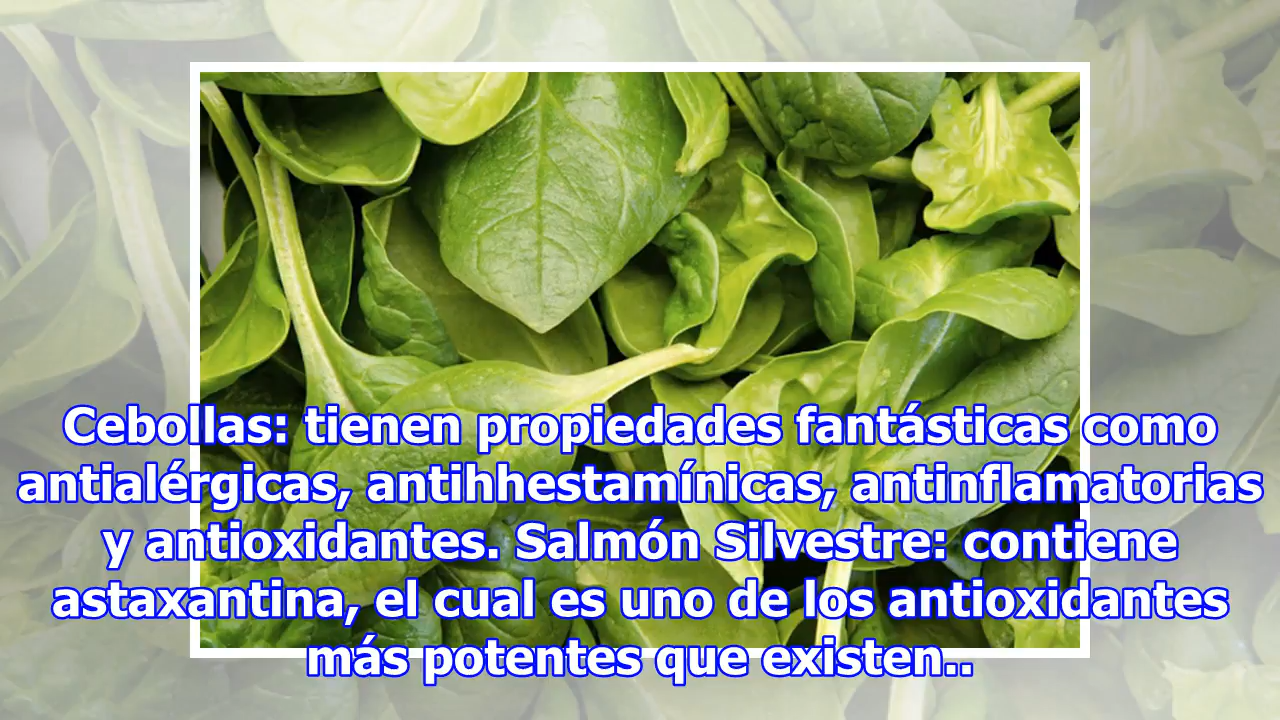 Cebollas: tienen propiedades fantásticas como
antialérgicas, antihhestamínicas, antinflamatorias
y antioxidantes. Salmón Silvestre: contiene
astaxantina, el cual es uno de los antioxidantes
más potentes que existen..